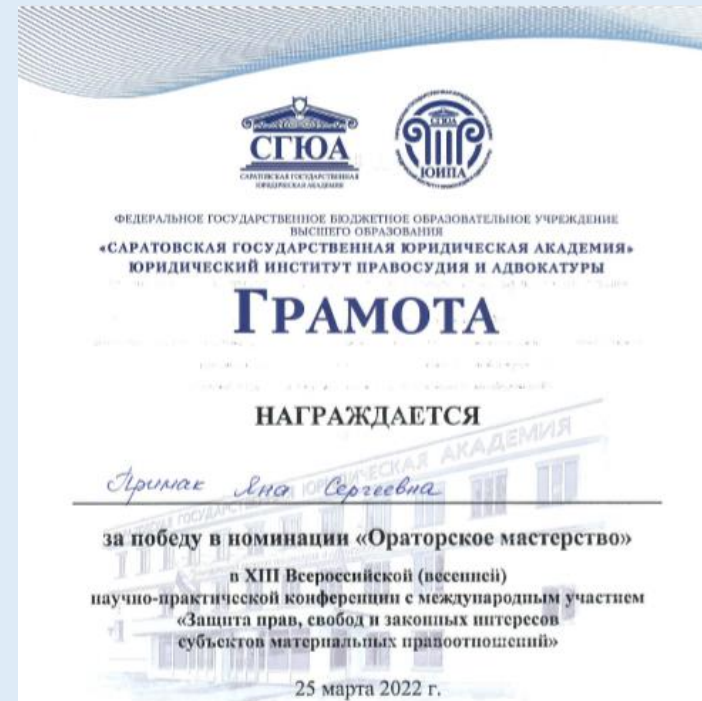 СГЮА
САРАТОВСКАЯ ГОСУДАРСТВЕННАЯ
ЮРИДИЧЕСКАЯ АКАДЕМИЯ
СГЮА
ЮИПА
ФЕДЕРАЛЬНОЕ ГОСУДАРСТВЕННОЕ БЮДЖЕТНОЕ ОБРАЗОВАТЕЛЬНОЕ УЧРЕЖДЕНИЕ
ВЫСШЕГО ОБРАЗОВАНИЯ
«САРАТОВСКАЯ ГОСУДАРСТВЕННАЯ ЮРИДИЧЕСКАЯ АКАДЕМИЯ»
ЮРИДИЧЕСКИЙ ИНСТИТУТ ПРАВОСУДИЯ И АДВОКАТУРЫ
ГРАМОТА
НАГРАЖДАЕТСЯ
Примак Яна Сергеевна
за победу в номинации «Ораторское мастерство»
в XIII Всероссийской (весенней)
научно-практической конференции с международным участием
«Защита прав, свобод и законных интересов
субъектов материальных правоотношений»
25 марта 2022 г.